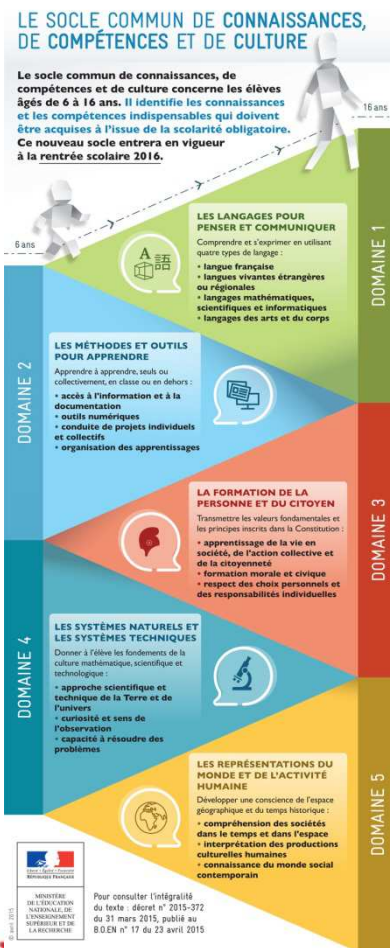 LE SOCLE COMMUN DE CONNAISSANCES,
DE COMPÉTENCES ET DE CULTURE
Le socle commun de connaissances, de
compétences et de culture concerne les élèves
âgés de 6 à 16 ans. Il identifie les connaissances
et les compétences indispensables qui doivent
être acquises à l'issue de la scolarité obligatoire.
Ce nouveau socle entrera en vigueur
à la rentrée scolaire 2016.
16 ans
6 ans
DOMAINE 1
LES LANGAGES POUR
PENSER ET COMMUNIQUER
Comprendre et s'exprimer en utilisant
quatre types de langage :
• langue française
• langues vivantes étrangères
ou régionales
• langages mathématiques,
scientifiques et informatiques
• langages des arts et du corps
A 語
DOMAINE 2
LES MÉTHODES ET OUTILS
POUR APPRENDRE
Apprendre à apprendre, seuls ou
collectivement, en classe ou en dehors :
• accès à l'information et à la
documentation
• outils numériques
• conduite de projets individuels
et collectifs
• organisation des apprentissages
DOMAINE 3
LA FORMATION DE LA
PERSONNE ET DU CITOYEN
Transmettre les valeurs fondamentales et
les principes inscrits dans la Constitution :
• apprentissage de la vie en
société, de l'action collective et
de la citoyenneté
• formation morale et civique
• respect des choix personnels et
des responsabilités individuelles
DOMAINE 4
LES SYSTÈMES NATURELS ET
LES SYSTÈMES TECHNIQUES
Donner à l'élève les fondements de la
culture mathématique, scientifique et
technologique :
• approche scientifique et
technique de la Terre et de
l'univers
• curiosité et sens de
l'observation
• capacité à résoudre des
problèmes
DOMAINE 5
LES REPRÉSENTATIONS DU
MONDE ET DE L'ACTIVITÉ
HUMAINE
Développer une conscience de l'espace
géographique et du temps historique :
• compréhension des sociétés
dans le temps et dans l'espace
• interprétation des productions
culturelles humaines
• connaissance du monde social
contemporain
Liberté • Égalité • Fraternité
RÉPUBLIQUE FRANÇAISE
MINISTÈRE
DE L'ÉDUCATION
NATIONALE, DE
L'ENSEIGNEMENT
SUPÉRIEUR ET DE
LA RECHERCHE
© avril 2015
Pour consulter l'intégralité
du texte : décret n° 2015-372
du 31 mars 2015, publié au
B.O.EN n° 17 du 23 avril 2015